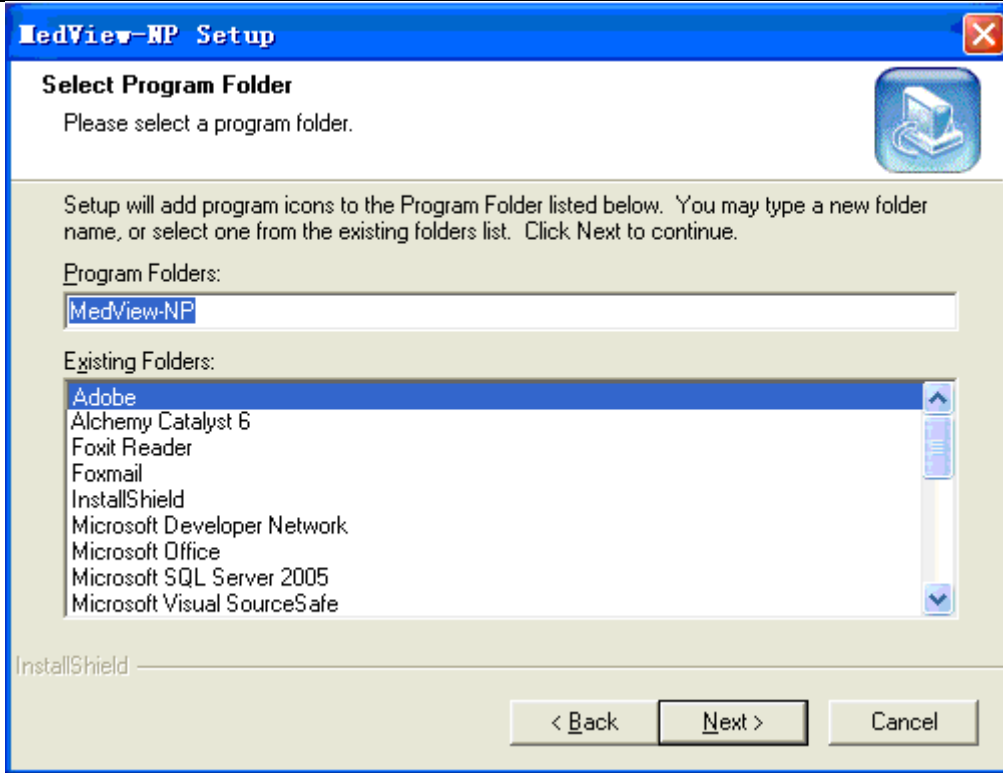 MedView-NP Setup
Select Program Folder
Please select a program folder.
Setup will add program icons to the Program Folder listed below. You may type a new folder
name, or select one from the existing folders list. Click Next to continue.
Program Folders:
MedView-NP
Existing Folders:
Adobe
Alchemy Catalyst 6
Foxit Reader
Foxmail
InstallShield
Microsoft Developer Network
Microsoft Office
Microsoft SQL Server 2005
Microsoft Visual SourceSafe
InstallShield
< Back Next > Cancel